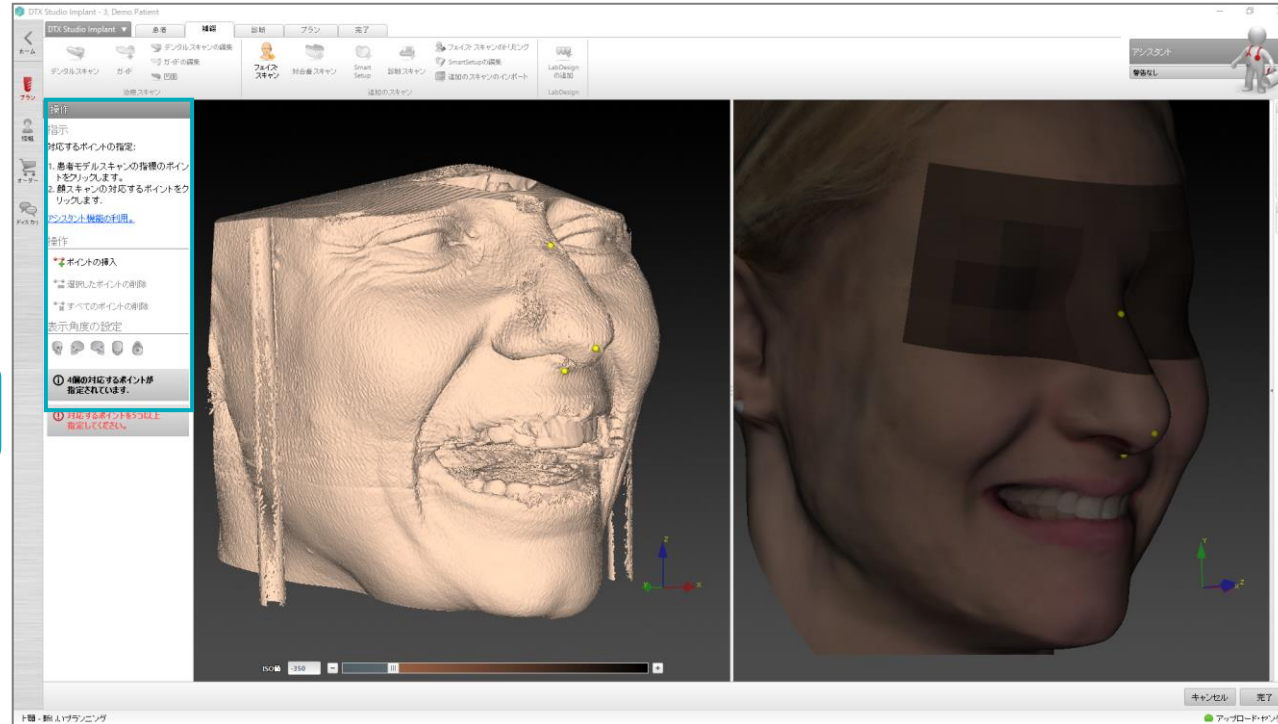 DTX Studio Implant - 3, Demo Patient
DTX Studio Implant
患者
補綴
診断
プラン
完了
ホーム
プラン
情報
オーダー
デンタルスキャン
ガイド
デンタルスキャンの編集
ガイドの編集
凹部
治療スキャン
フェイス
スキャン
対合歯スキャン
Smart
Setup
診断スキャン
フェイス スキャンのトリミング
SmartSetupの編集
追加のスキャンのインポート
追加のスキャン
LabDesign
の追加
LabDesign
アシスタント
警告なし
操作
指示
対応するポイントの指定:
1. 患者モデルスキャンの指標のポイン
トをクリックします。
2. 顔スキャンの対応するポイントをク
リックします.
アシスタント機能の利用。
操作
ポイントの挿入
選択したポイントの削除
すべてのポイントの削除
表示角度の設定
4個の対応するポイントが
指定されています.
対応するポイントを5つ以上
指定してください。
ISO値 -350
Z
Y
X
Y
Z
キャンセル
完了
ト顎 - 新しいプランニング